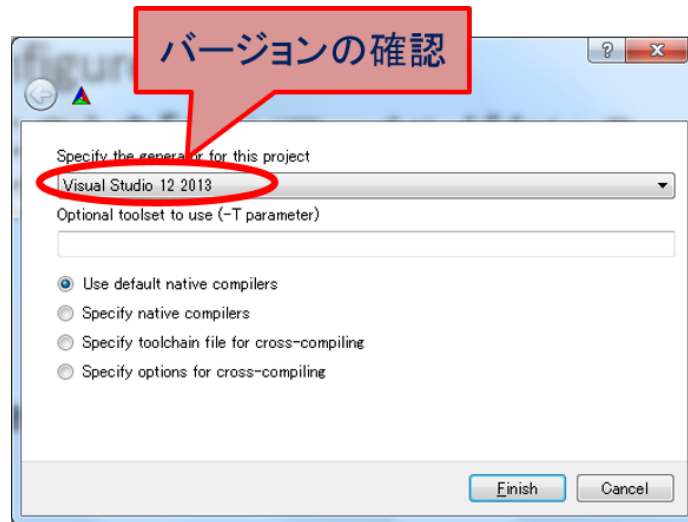 バージョンの確認
Specify the generator for this project
Visual Studio 12 2013
Optional toolset to use (-T parameter)
Use default native compilers
Specify native compilers
Specify toolchain file for cross-compiling
Specify options for cross-compiling
Finish
Cancel